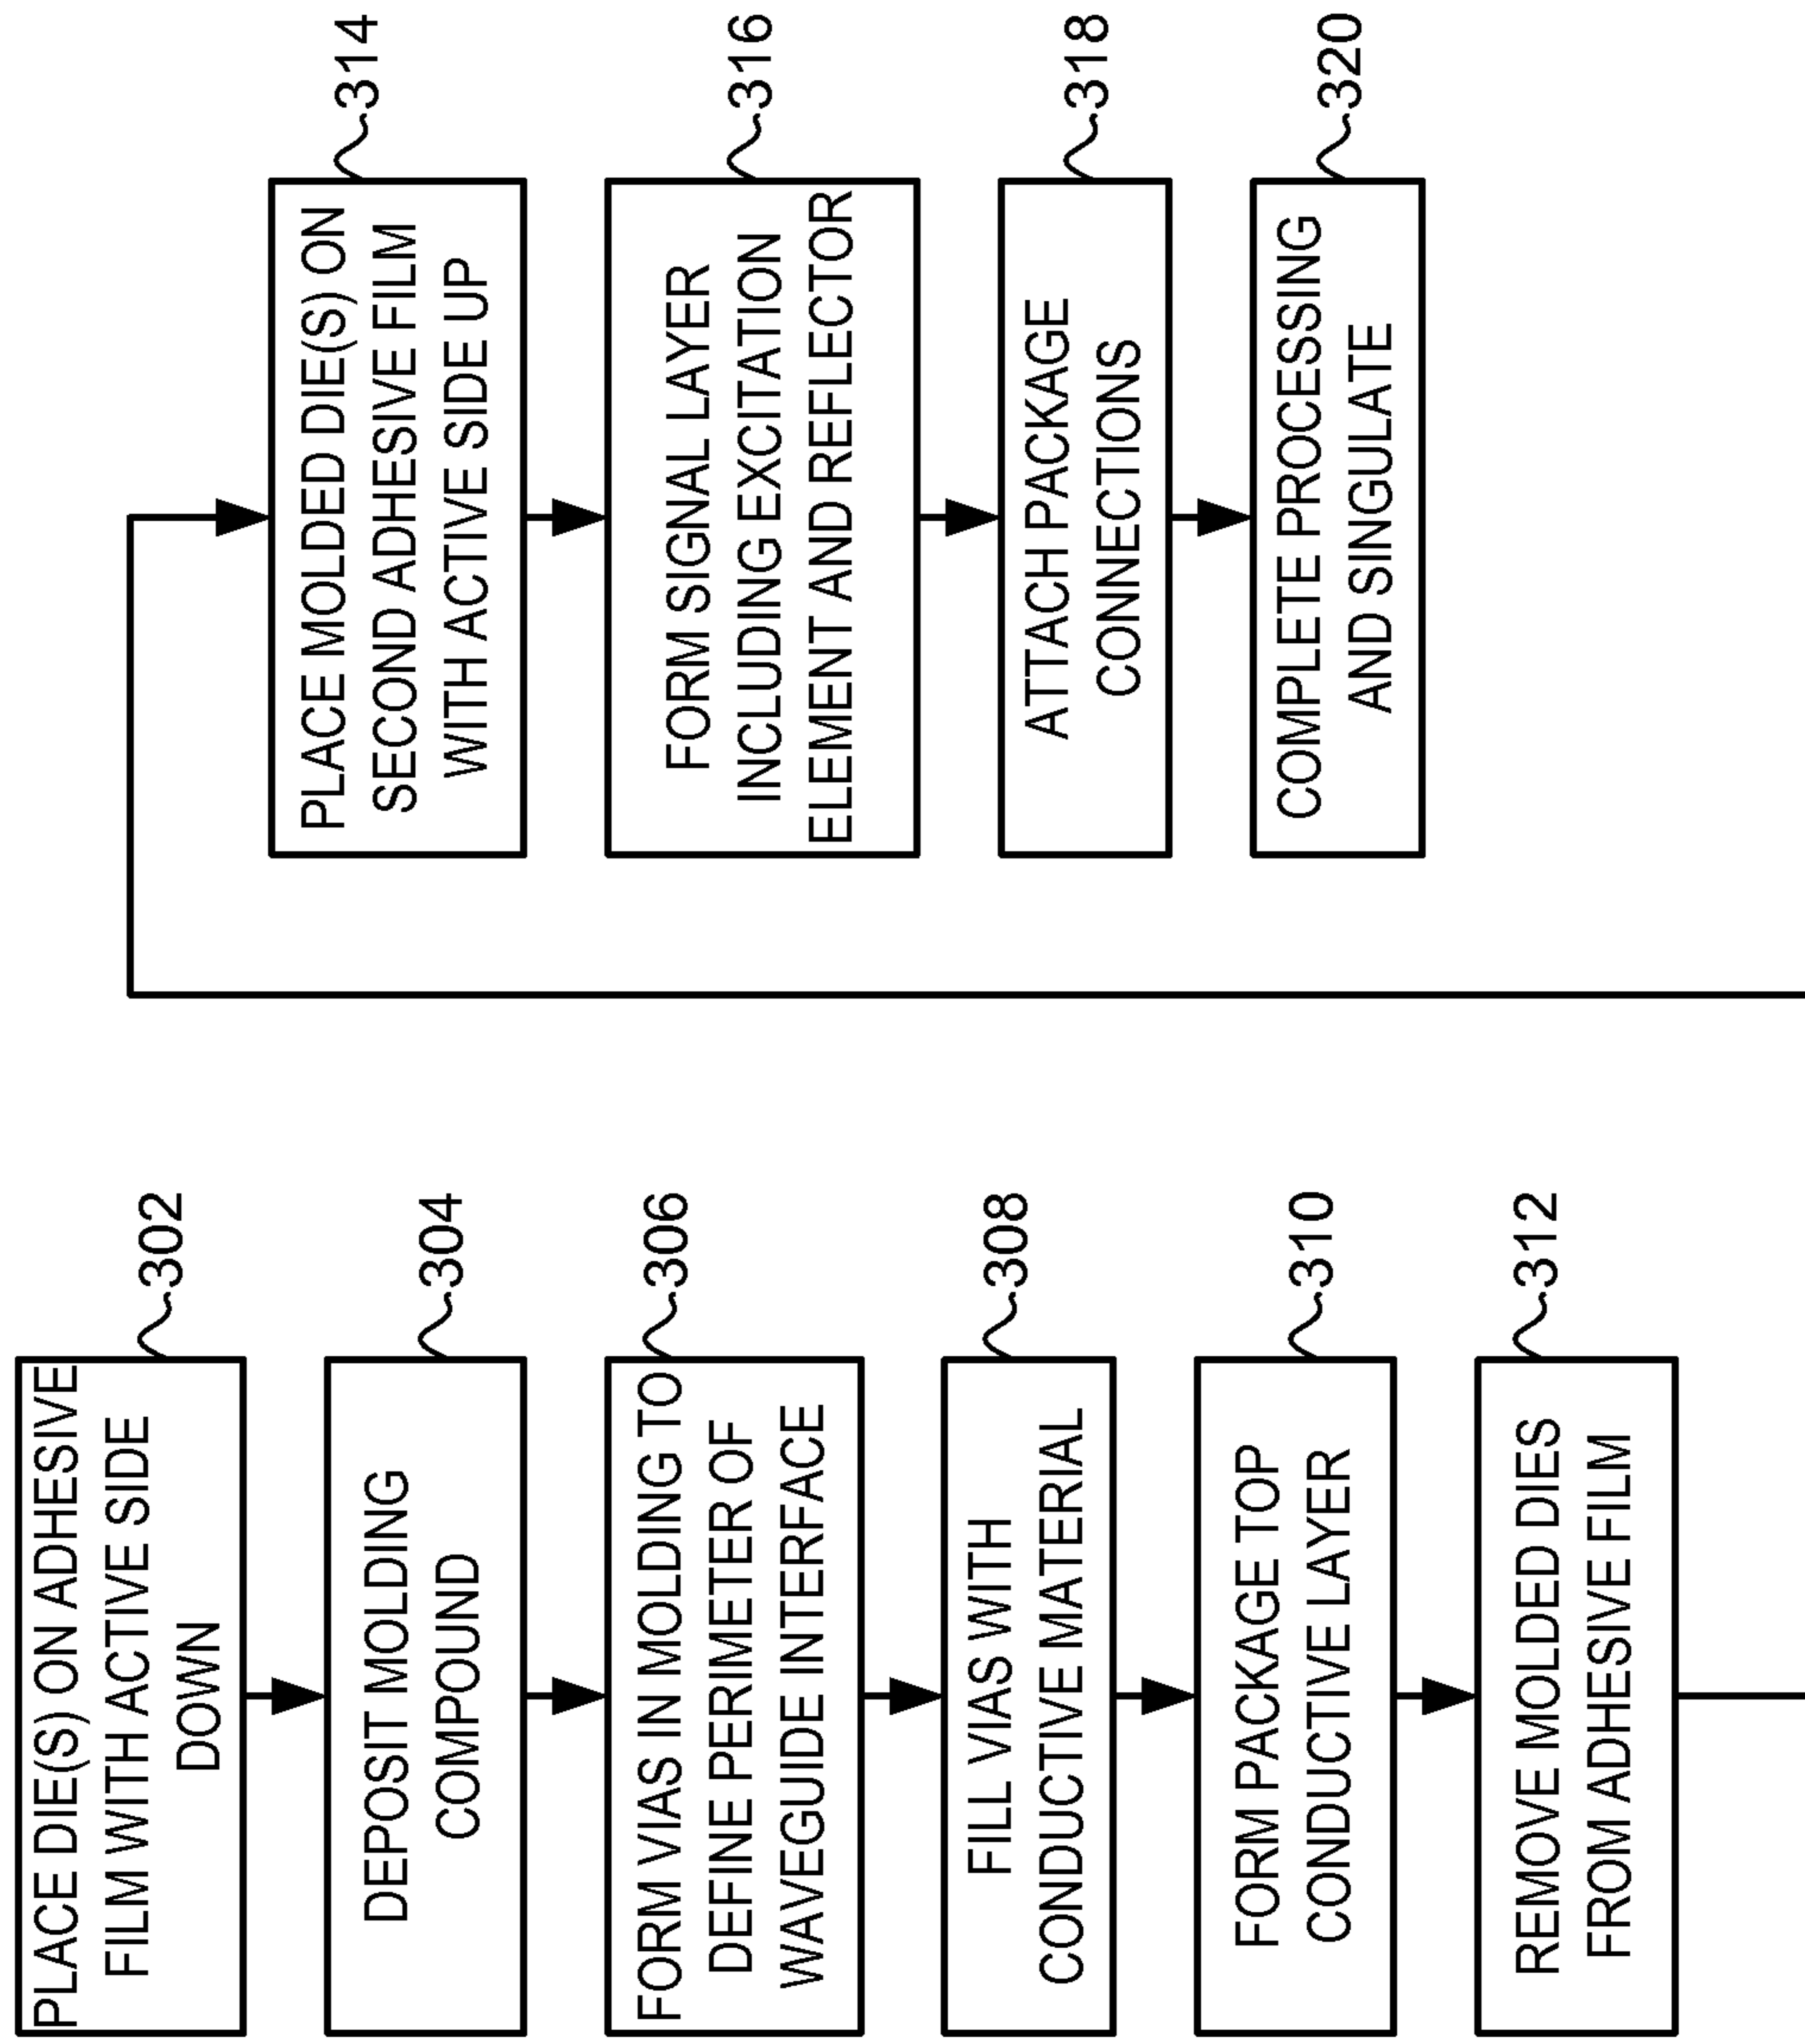 PLACE DIE(S) ON ADHESIVE
FILM WITH ACTIVE SIDE
DOWN
302
DEPOSIT MOLDING
COMPOUND
304
FORM VIAS IN MOLDING TO
DEFINE PERIMETER OF
WAVEGUIDE INTERFACE
306
FILL VIAS WITH
CONDUCTIVE MATERIAL
308
FORM PACKAGE TOP
CONDUCTIVE LAYER
310
REMOVE MOLDED DIES
FROM ADHESIVE FILM
312
PLACE MOLDED DIE(S) ON
SECOND ADHESIVE FILM
WITH ACTIVE SIDE UP
314
FORM SIGNAL LAYER
INCLUDING EXCITATION
ELEMENT AND REFLECTOR
316
ATTACH PACKAGE
CONNECTIONS
318
COMPLETE PROCESSING
AND SINGULATE
320